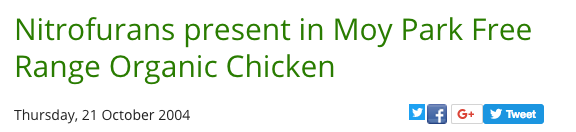 Nitrofurans present in Moy Park Free
Range Organic Chicken
Thursday, 21 October 2004 f G+ Tweet